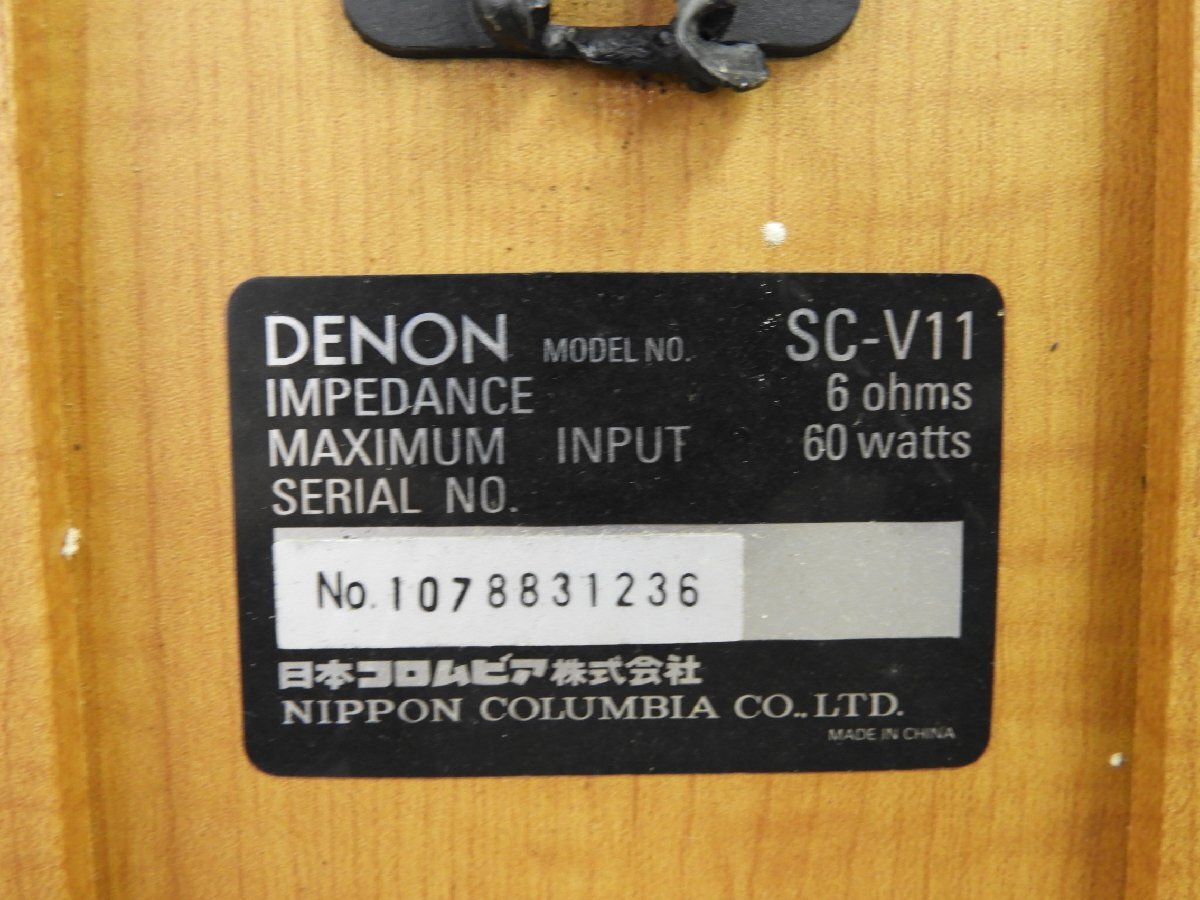 DENON MODEL NO. SC-V11
IMPEDANCE 6 ohms
MAXIMUM INPUT 60 watts
SERIAL NO.
No. 1078831236
日本コロムビア株式会社
NIPPON COLUMBIA CO.,LTD.
MADE IN CHINA